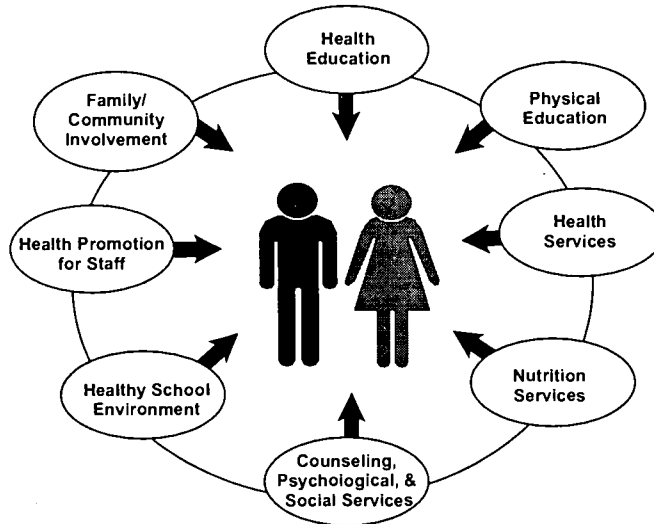 Health
Education
Physical
Education
Health
Services
Nutrition
Services
Counseling,
Psychological, &
Social Services
Healthy School
Environment
Health Promotion
for Staff
Family/
Community
Involvement